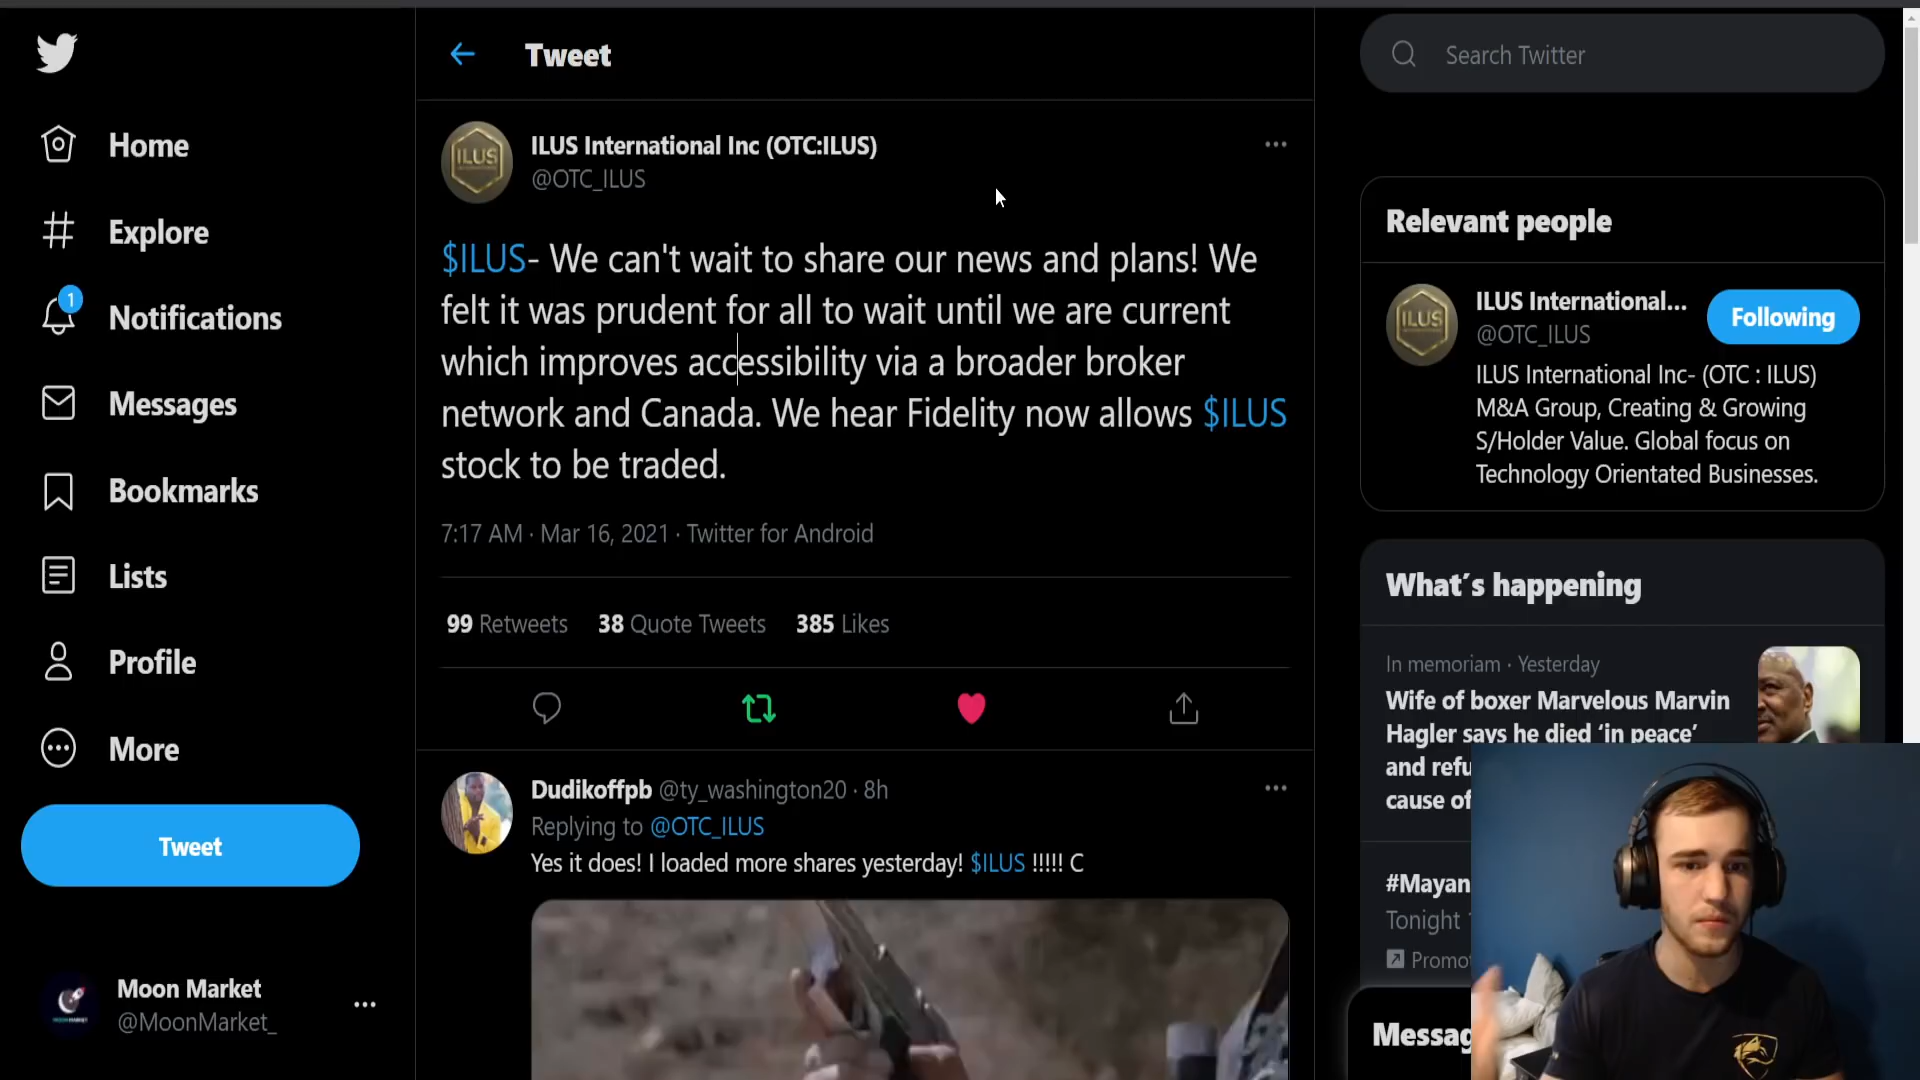 Home
Explore
1
Notifications
Messages
Bookmarks
Lists
Profile
More
Tweet
Moon Market
@MoonMarket_
Tweet
ILUS
ILUS International Inc (OTC:ILUS)
@OTC_ILUS
$ILUS- We can't wait to share our news and plans! We
felt it was prudent for all to wait until we are current
which improves accessibility via a broader broker
network and Canada. We hear Fidelity now allows $ILUS
stock to be traded.
7:17 AM · Mar 16, 2021 · Twitter for Android
99 Retweets 38 Quote Tweets 385 Likes
Dudikoffpb @ty_washington20 · 8h
Replying to @OTC_ILUS
Yes it does! I loaded more shares yesterday! $ILUS !!!!! C
Search Twitter
Relevant people
ILUS
ILUS International...
@OTC_ILUS
Following
ILUS International Inc- (OTC : ILUS)
M&A Group, Creating & Growing
S/Holder Value. Global focus on
Technology Orientated Businesses.
What´s happening
In memoriam · Yesterday
Wife of boxer Marvelous Marvin
Hagler says he died ‘in peace’
and refu
cause of
#Mayan
Tonight
Promo
Messag